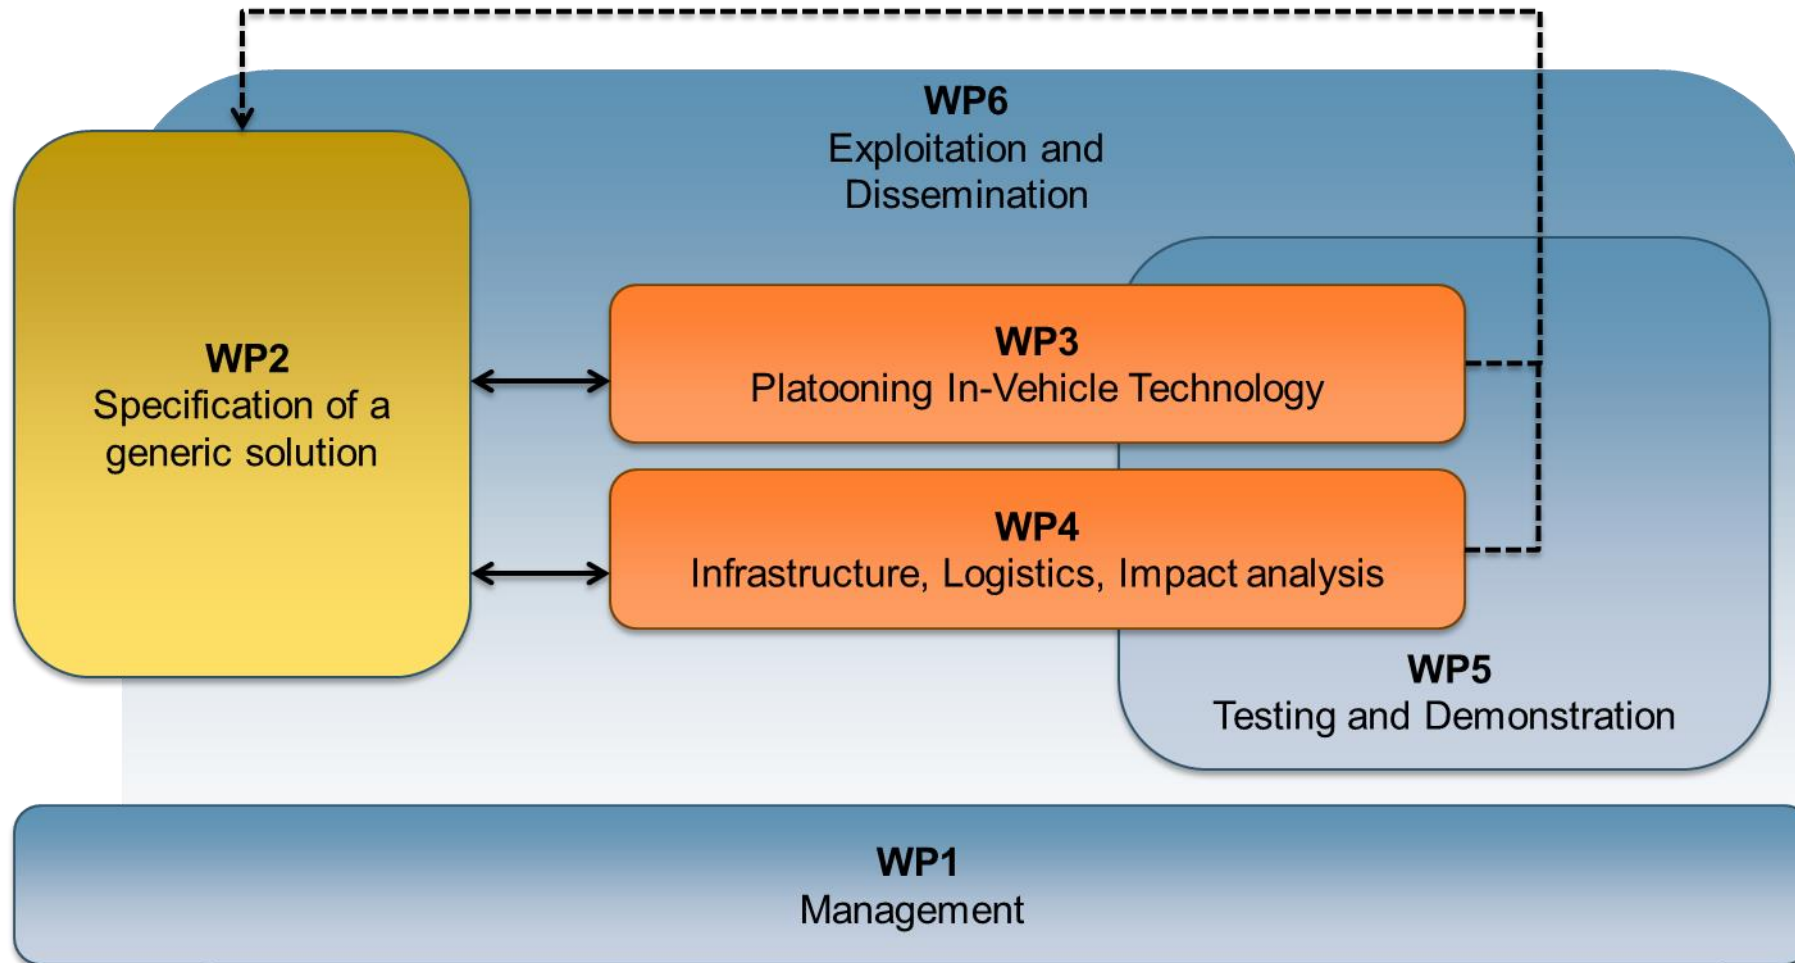 WP6
Exploitation and
Dissemination
WP2
Specification of a
generic solution
WP3
Platooning In-Vehicle Technology
WP4
Infrastructure, Logistics, Impact analysis
WP5
Testing and Demonstration
WP1
Management